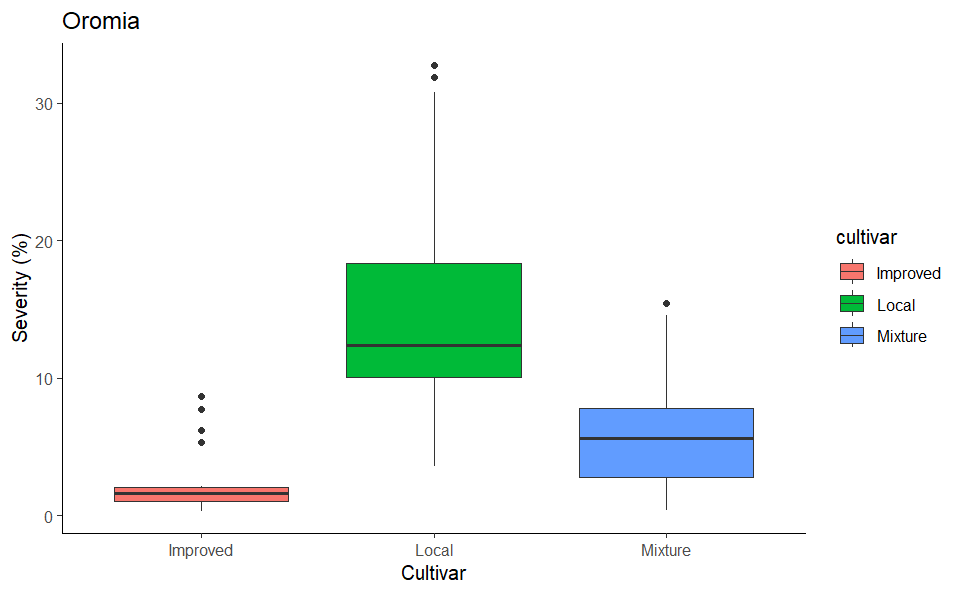 Oromia
Severity (%)
30
20
10
0
Improved
Local
Mixture
Cultivar
cultivar
Improved
Local
Mixture